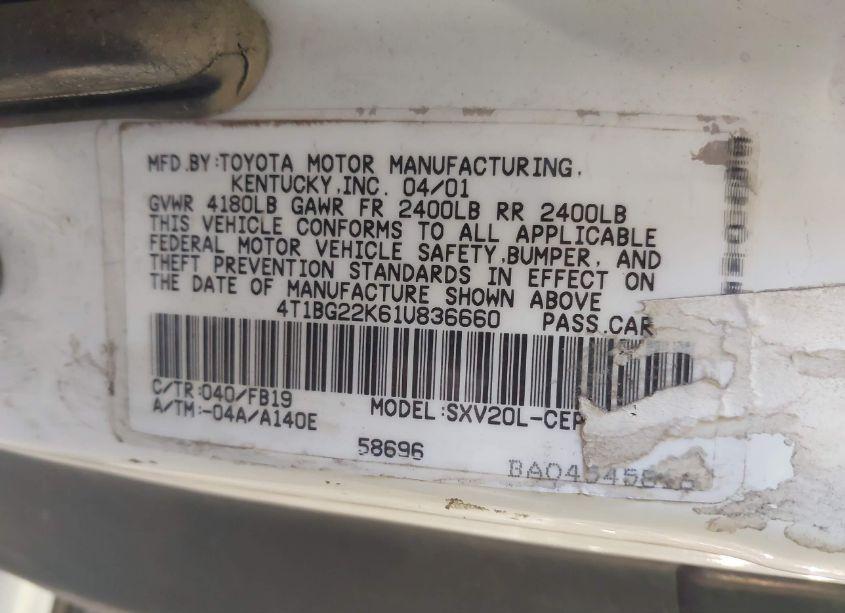 MFD.BY:TOYOTA MOTOR MANUFACTURING,
KENTUCKY,INC. 04/01
GVWR 4180LB GAWR FR 2400LB RR 2400LB
THIS VEHICLE CONFORMS TO ALL APPLICABLE
FEDERAL MOTOR VEHICLE SAFETY,BUMPER, AND
THEFT PREVENTION STANDARDS IN EFFECT ON
THE DATE OF MANUFACTURE SHOWN ABOVE
4T1BG22K61U836660 PASS.CAR
C/TR:040/FB19
A/TM:-04A/A140E MODEL:SXV20L-CEP
58696